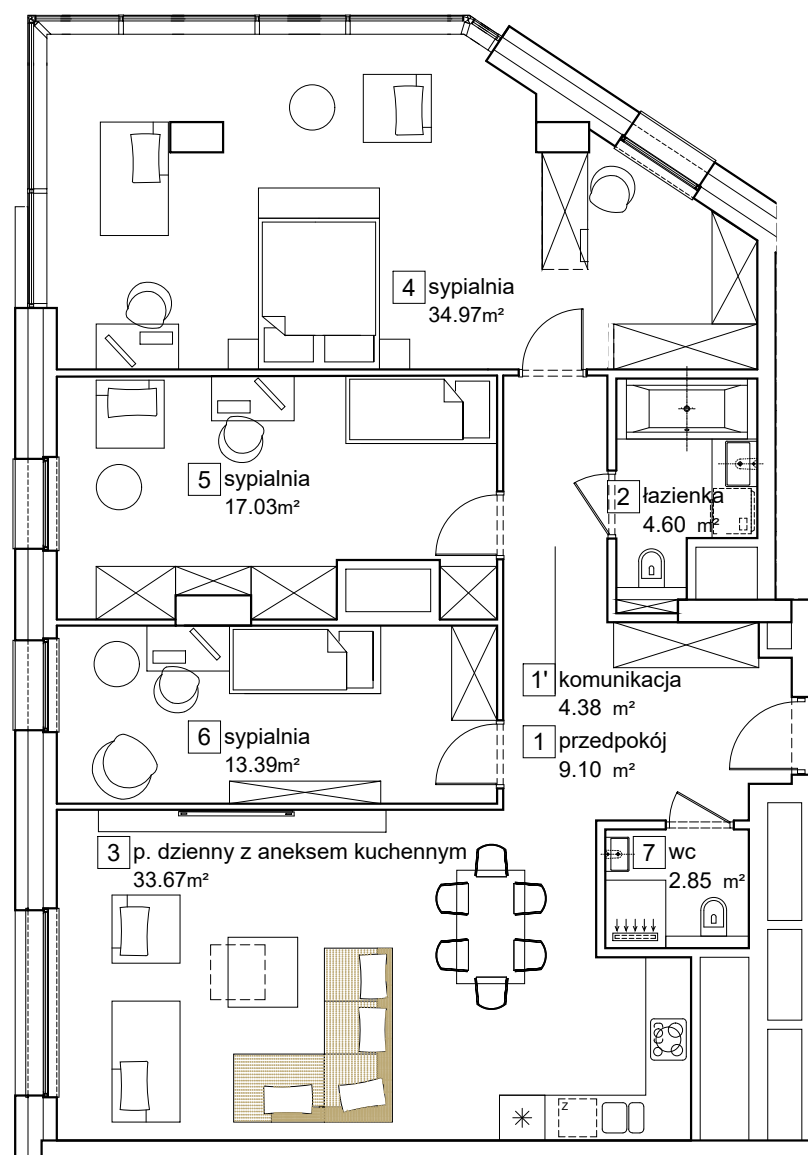 4 sypialnia
34.97m²
5 sypialnia
17.03m²
2 łazienka
4.60 m²
1' komunikacja
4.38 m²
1 przedpokój
9.10 m²
6 sypialnia
13.39m²
3 p. dzienny z aneksem kuchennym
33.67m²
7 wc
2.85 m²
z